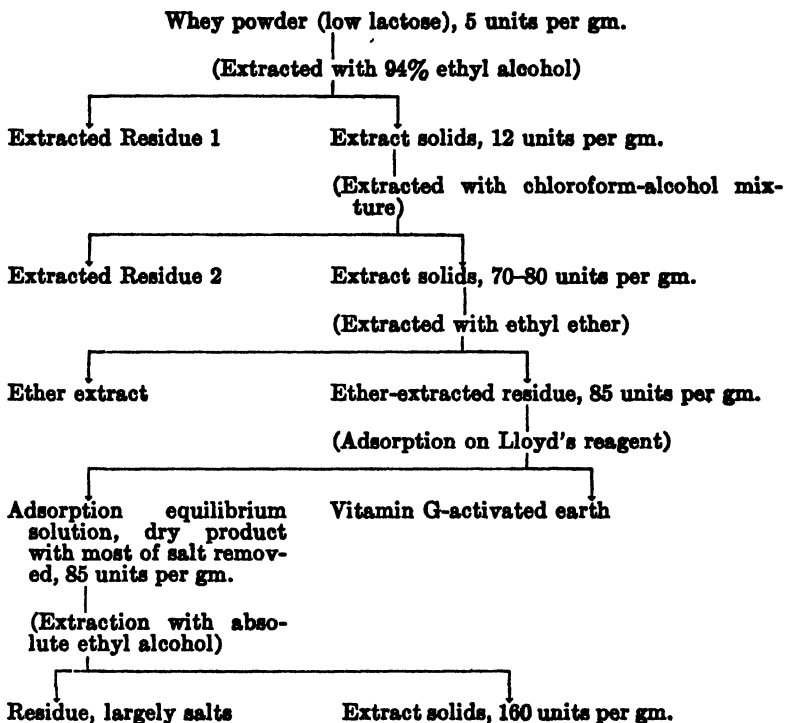 Whey powder (low lactose), 5 units per gm.
(Extracted with 94% ethyl alcohol)
Extracted Residue 1 Extract solids, 12 units per gm.
(Extracted with chloroform-alcohol mix-
ture)
Extracted Residue 2 Extract solids, 70–80 units per gm.
(Extracted with ethyl ether)
Ether extract Ether-extracted residue, 85 units per gm.
(Adsorption on Lloyd's reagent)
Adsorption equilibrium
solution, dry product
with most of salt remov-
ed, 85 units per gm.
Vitamin G-activated earth
(Extraction with abso-
lute ethyl alcohol)
Residue, largely salts Extract solids, 160 units per gm.